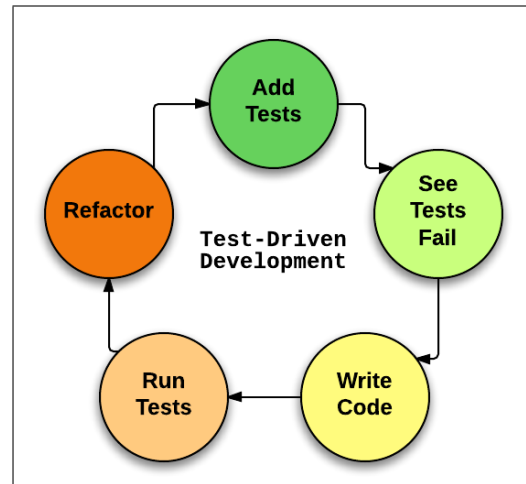 Add
Tests
See
Tests
Fail
Write
Code
Run
Tests
Refactor
Test-Driven
Development